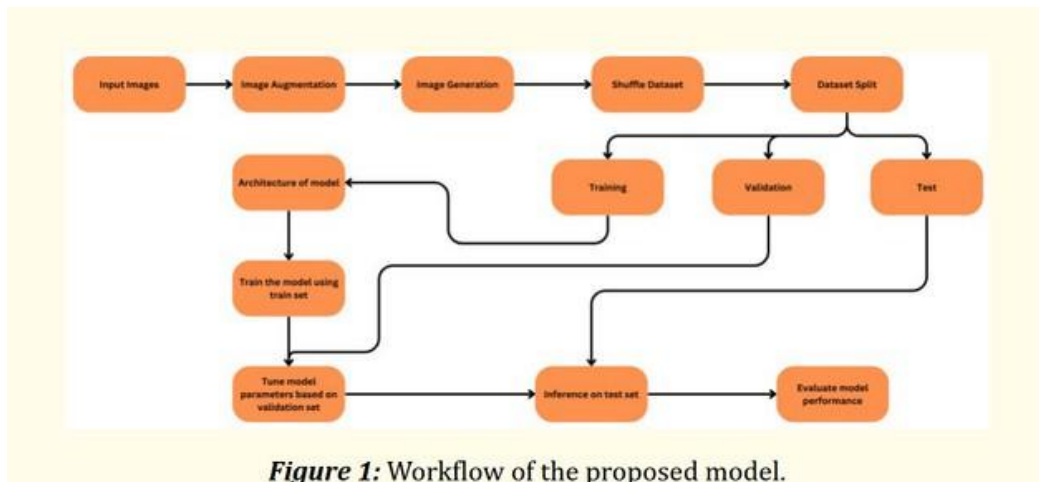 Input Images
Image Augmentation
Image Generation
Shuffle Dataset
Dataset Split
Architecture of model
Training
Validation
Test
Train the model using
train set
Tune model
parameters based on
validation set
Inference on test set
Evaluate model
performance
Figure 1: Workflow of the proposed model.